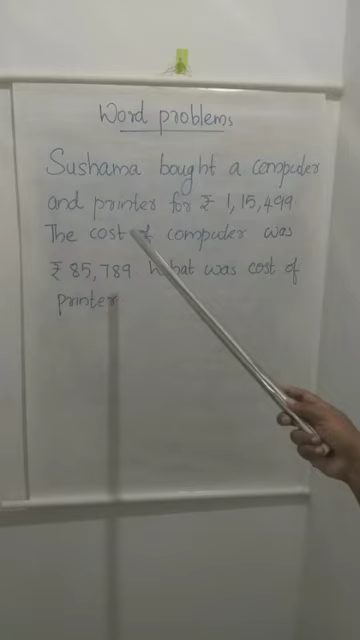 Word problems
Sushama bought a computer
and printer for ₹ 1,15,499
The cost of computer was
₹ 85,789 What was cost of
printer